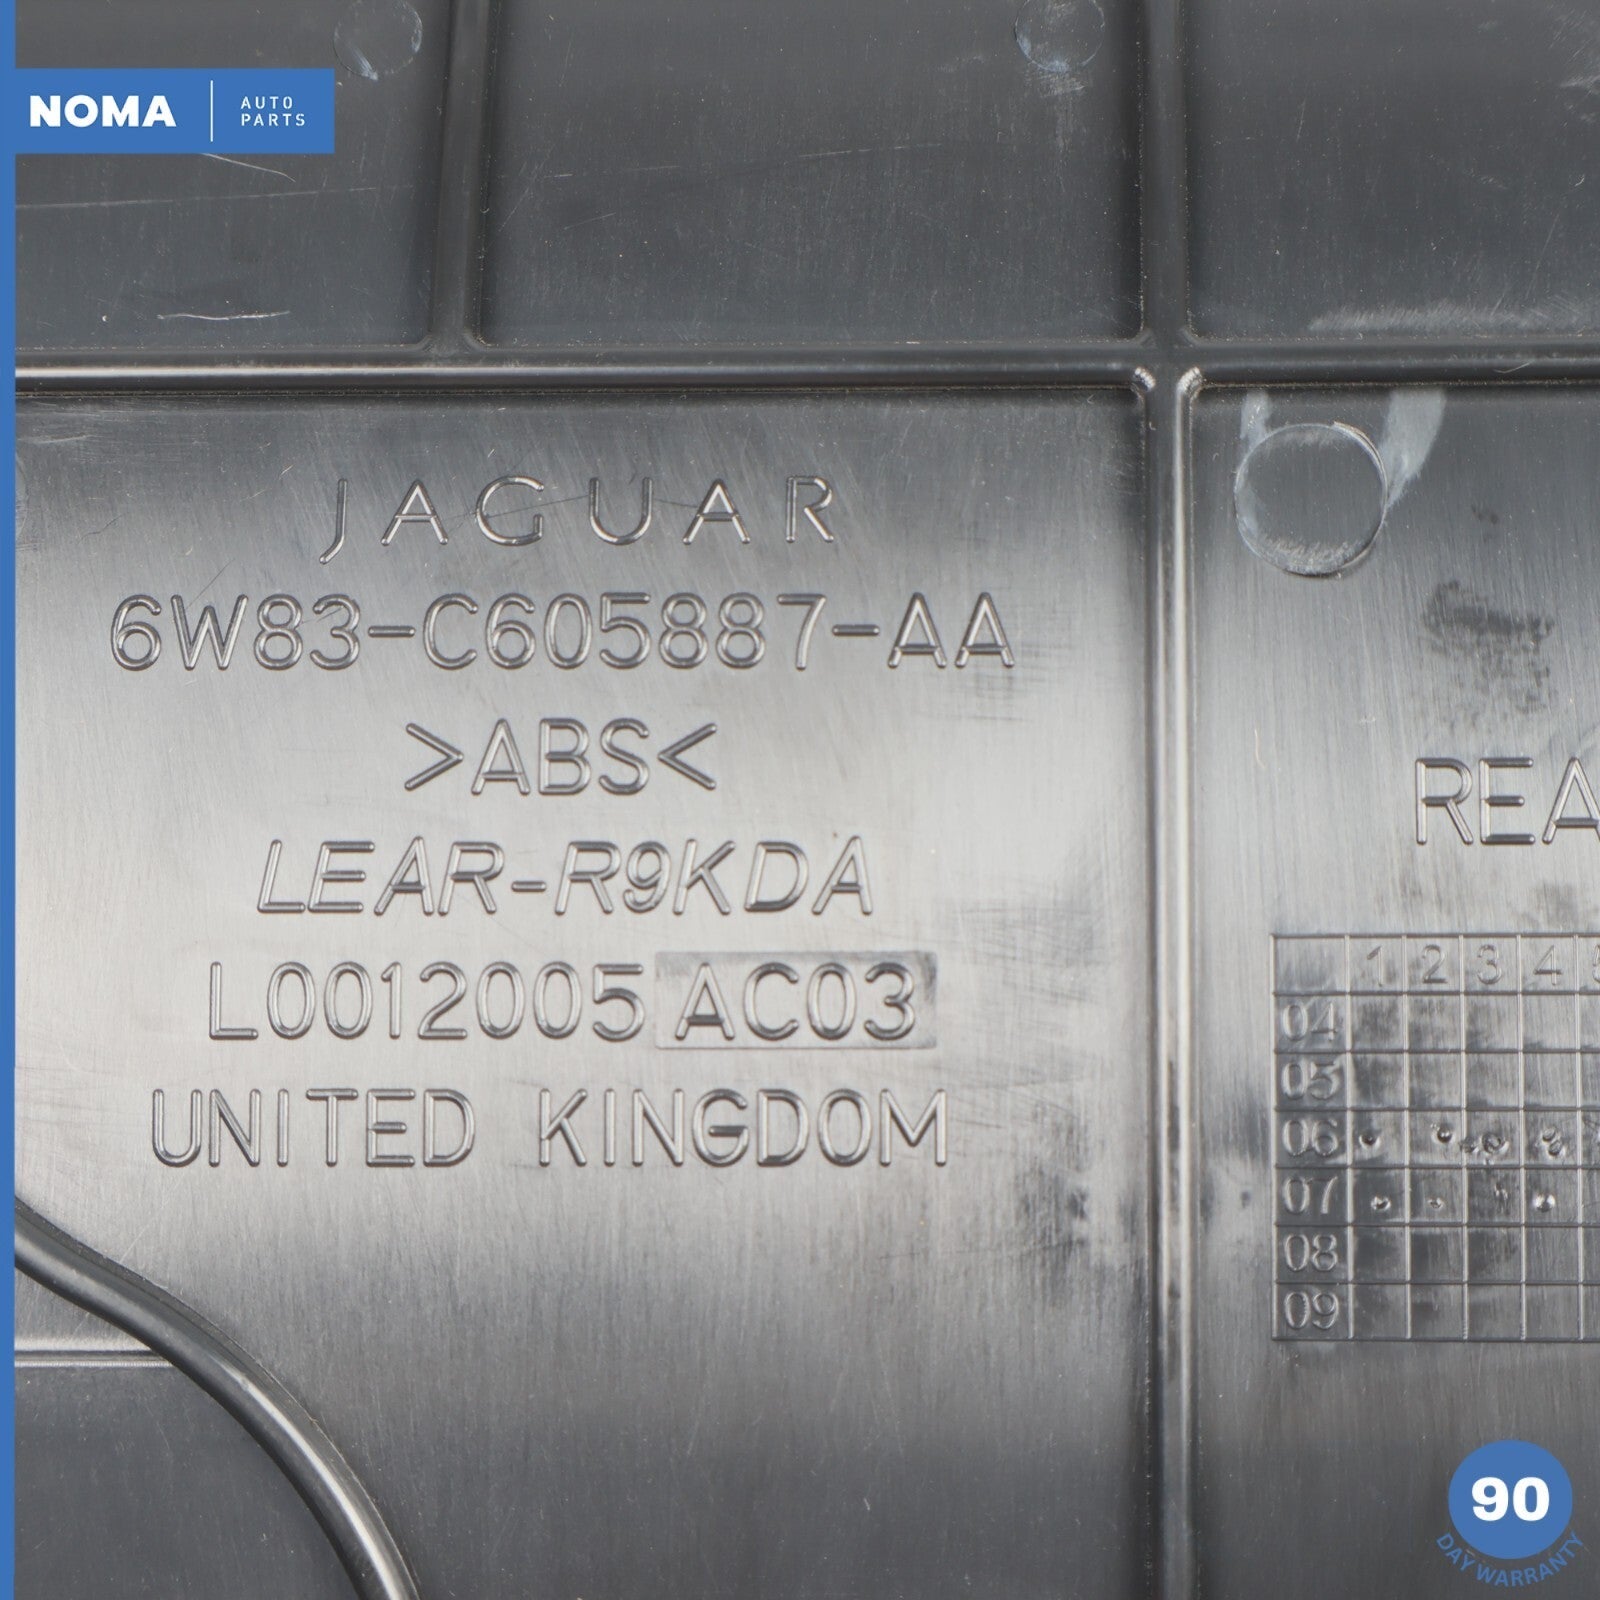 NOMA
AUTO
PARTS
JAGUAR
6W83-C605887-AA
>ABS<
LEAR-R9KDA
L0012005 AC03
UNITED KINGDOM
REA
1 2 3 4 5
04
05
06
07
08
09
90
DAY WARRANTY